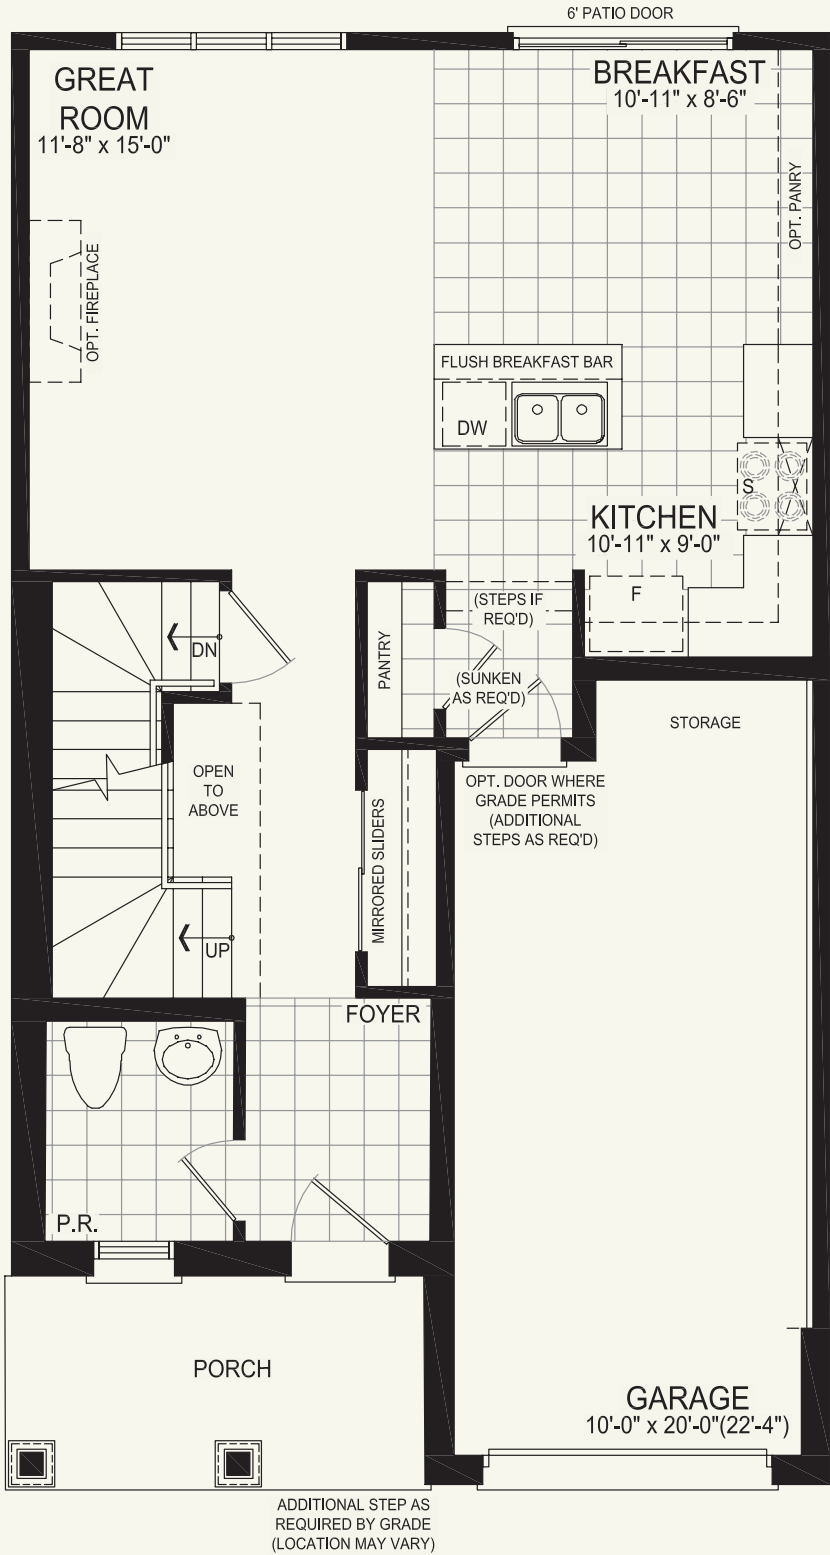 6' PATIO DOOR
GREAT
ROOM
11'-8" x 15'-0"
BREAKFAST
10'-11" x 8'-6"
OPT. PANRY
OPT. FIREPLACE
FLUSH BREAKFAST BAR
DW
S
KITCHEN
10'-11" x 9'-0"
F
(STEPS IF
REQ'D)
DN
PANTRY
(SUNKEN
AS REQ'D)
STORAGE
OPEN
TO
ABOVE
OPT. DOOR WHERE
GRADE PERMITS
(ADDITIONAL
STEPS AS REQ'D)
MIRRORED SLIDERS
UP
FOYER
P.R.
PORCH
GARAGE
10'-0" x 20'-0"(22'-4")
ADDITIONAL STEP AS
REQUIRED BY GRADE
(LOCATION MAY VARY)